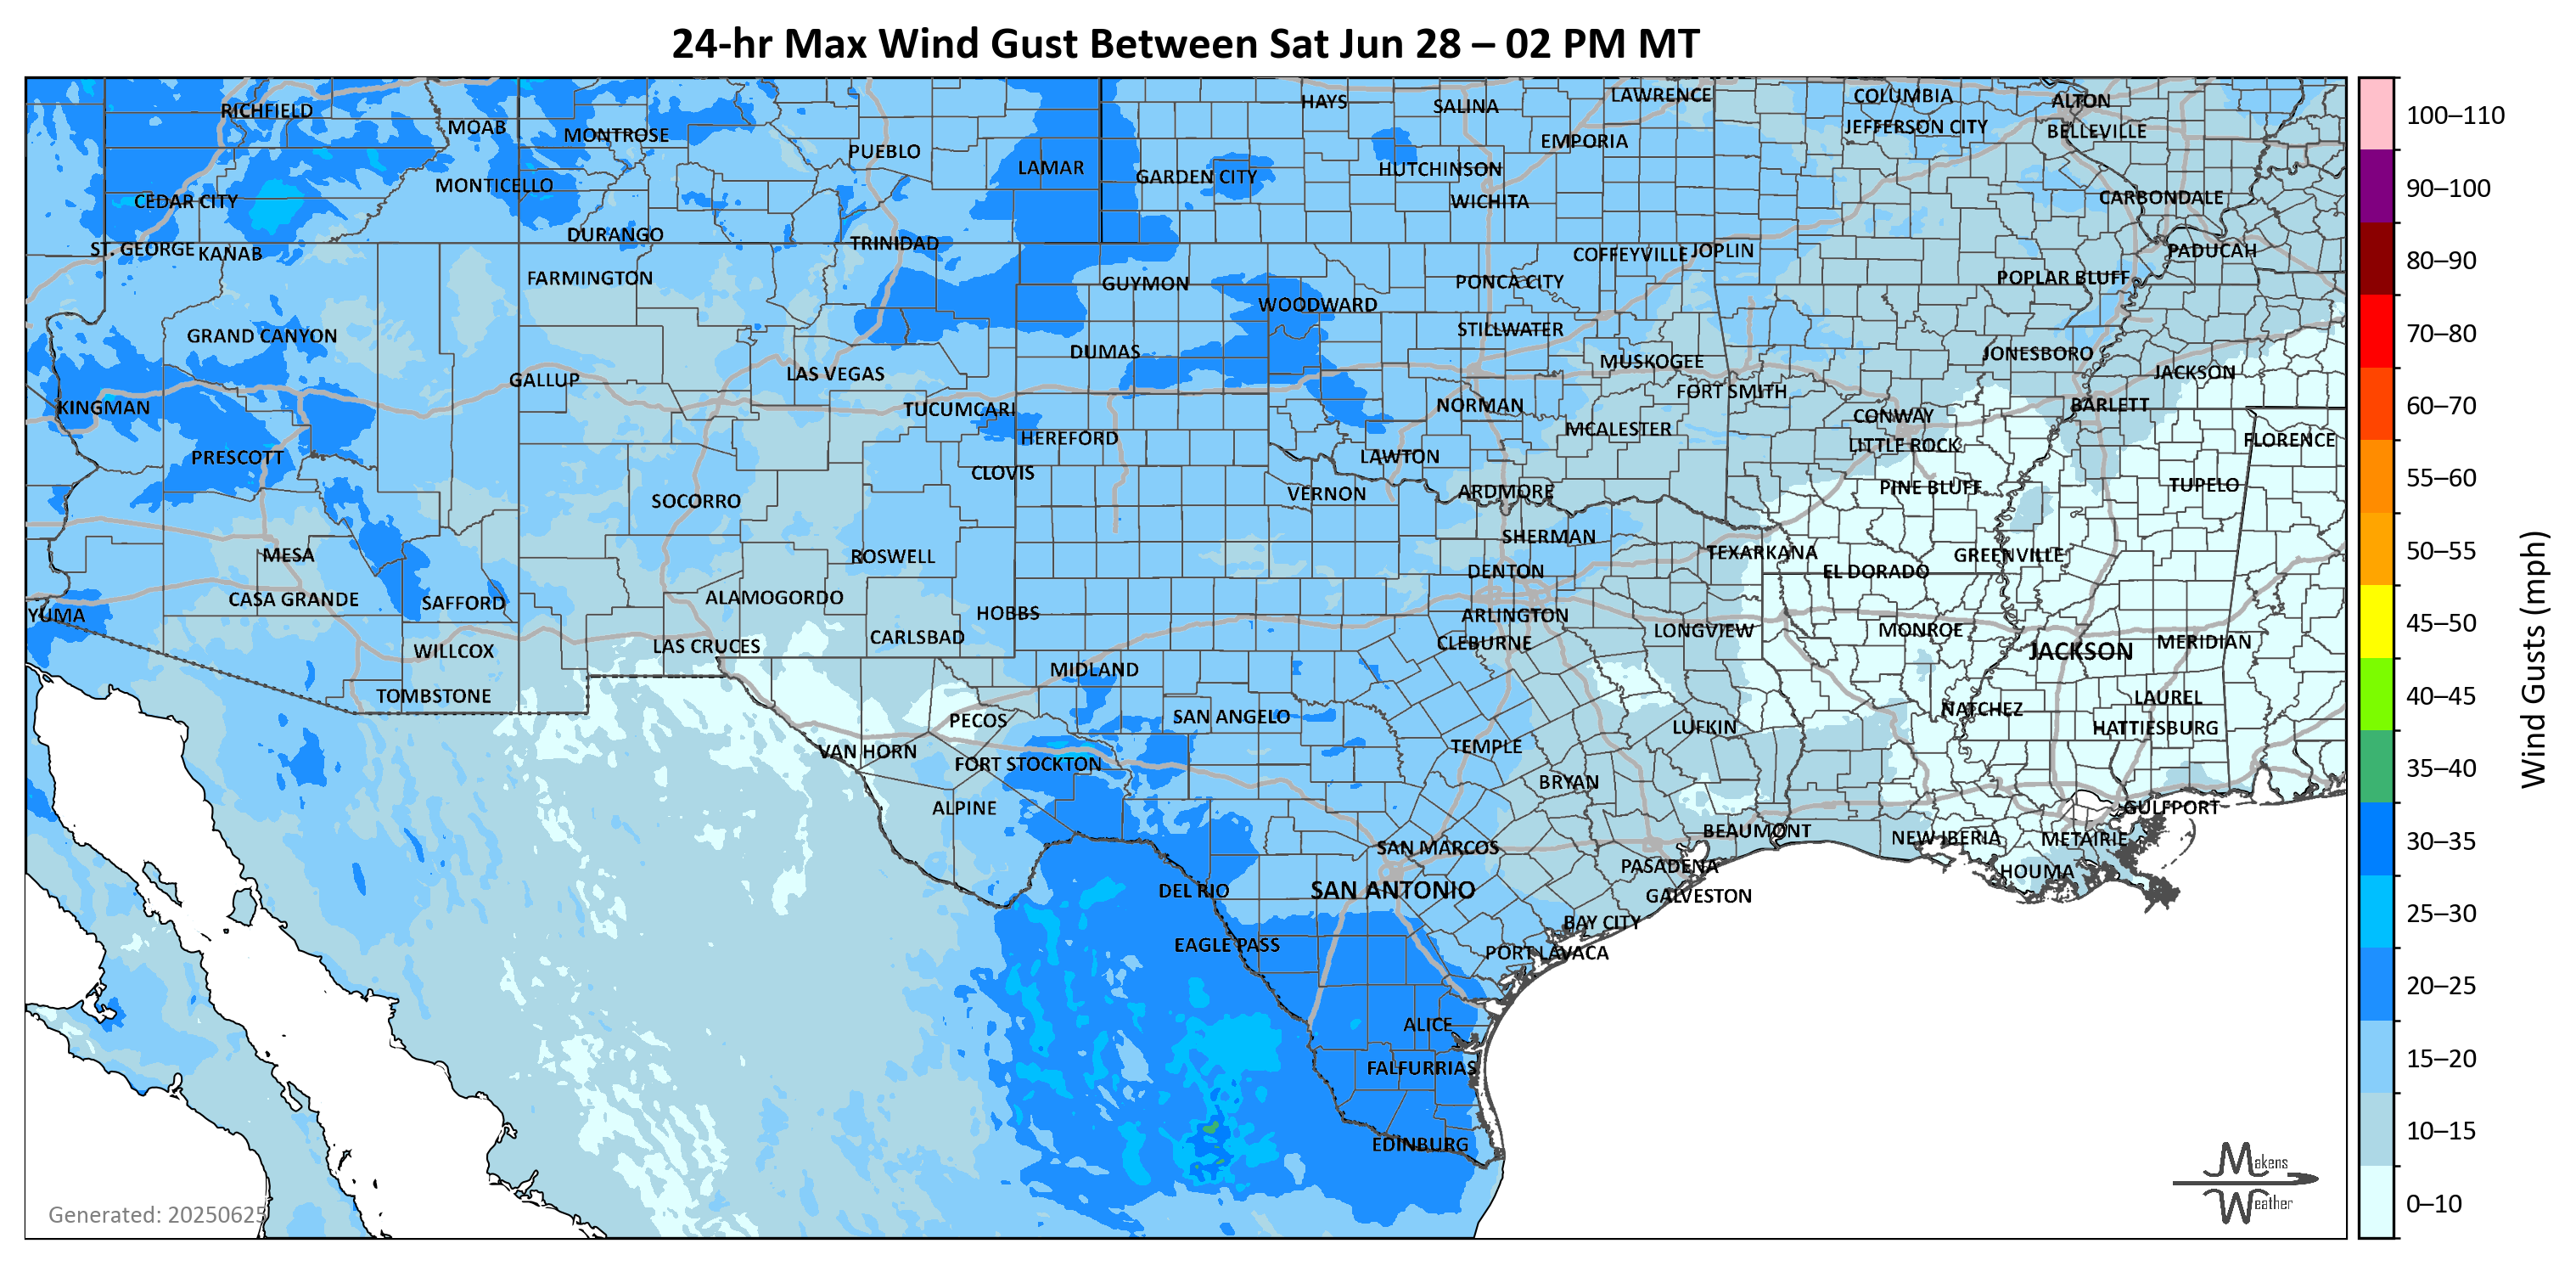 24-hr Max Wind Gust Between Sat Jun 28 – 02 PM MT
RICHFIELD
MOAB
MONTROSE
PUEBLO
LAMAR
HAYS
SALINA
LAWRENCE
COLUMBIA
ALTON
JEFFERSON CITY
BELLEVILLE
EMPORIA
GARDEN CITY
HUTCHINSON
CEDAR CITY
MONTICELLO
WICHITA
CARBONDALE
ST. GEORGE
KANAB
DURANGO
TRINIDAD
COFFEYVILLE
JOPLIN
PADUCAH
FARMINGTON
GUYMON
PONCA CITY
POPLAR BLUFF
WOODWARD
GRAND CANYON
STILLWATER
DUMAS
MUSKOGEE
JONESBORO
GALLUP
LAS VEGAS
FORT SMITH
JACKSON
KINGMAN
TUCUMCARI
NORMAN
CONWAY
BARLETT
HEREFORD
MCALESTER
LITTLE ROCK
FLORENCE
PRESCOTT
CLOVIS
LAWTON
SOCORRO
VERNON
ARDMORE
PINE BLUFF
TUPELO
MESA
ROSWELL
SHERMAN
TEXARKANA
GREENVILLE
DENTON
EL DORADO
CASA GRANDE
SAFFORD
ALAMOGORDO
HOBBS
ARLINGTON
YUMA
WILLCOX
LAS CRUCES
CARLSBAD
CLEBURNE
LONGVIEW
MONROE
JACKSON
MERIDIAN
TOMBSTONE
MIDLAND
LAUREL
PECOS
SAN ANGELO
LUFKIN
NATCHEZ
HATTIESBURG
VAN HORN
FORT STOCKTON
TEMPLE
ALPINE
BRYAN
GULFPORT
SAN MARCOS
BEAUMONT
NEW IBERIA
METAIRIE
DEL RIO
SAN ANTONIO
PASADENA
HOUMA
GALVESTON
EAGLE PASS
BAY CITY
PORT LAVACA
ALICE
FALFURRIAS
EDINBURG
Generated: 20250625
Makens
Weather
100–110
90–100
80–90
70–80
60–70
55–60
50–55
45–50
40–45
35–40
30–35
25–30
20–25
15–20
10–15
0–10
Wind Gusts (mph)